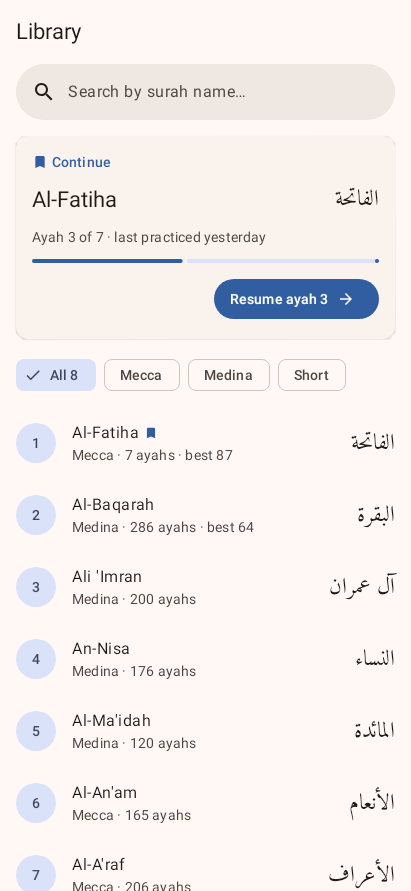 Library
Search by surah name…
Continue
Al-Fatiha الفاتحة
Ayah 3 of 7 · last practiced yesterday
Resume ayah 3
All 8 Mecca Medina Short
1 Al-Fatiha الفاتحة
Mecca · 7 ayahs · best 87
2 Al-Baqarah البقرة
Medina · 286 ayahs · best 64
3 Ali 'Imran آل عمران
Medina · 200 ayahs
4 An-Nisa النساء
Medina · 176 ayahs
5 Al-Ma'idah المائدة
Medina · 120 ayahs
6 Al-An'am الأنعام
Mecca · 165 ayahs
7 Al-A'raf الأعراف
Mecca · 206 ayahs